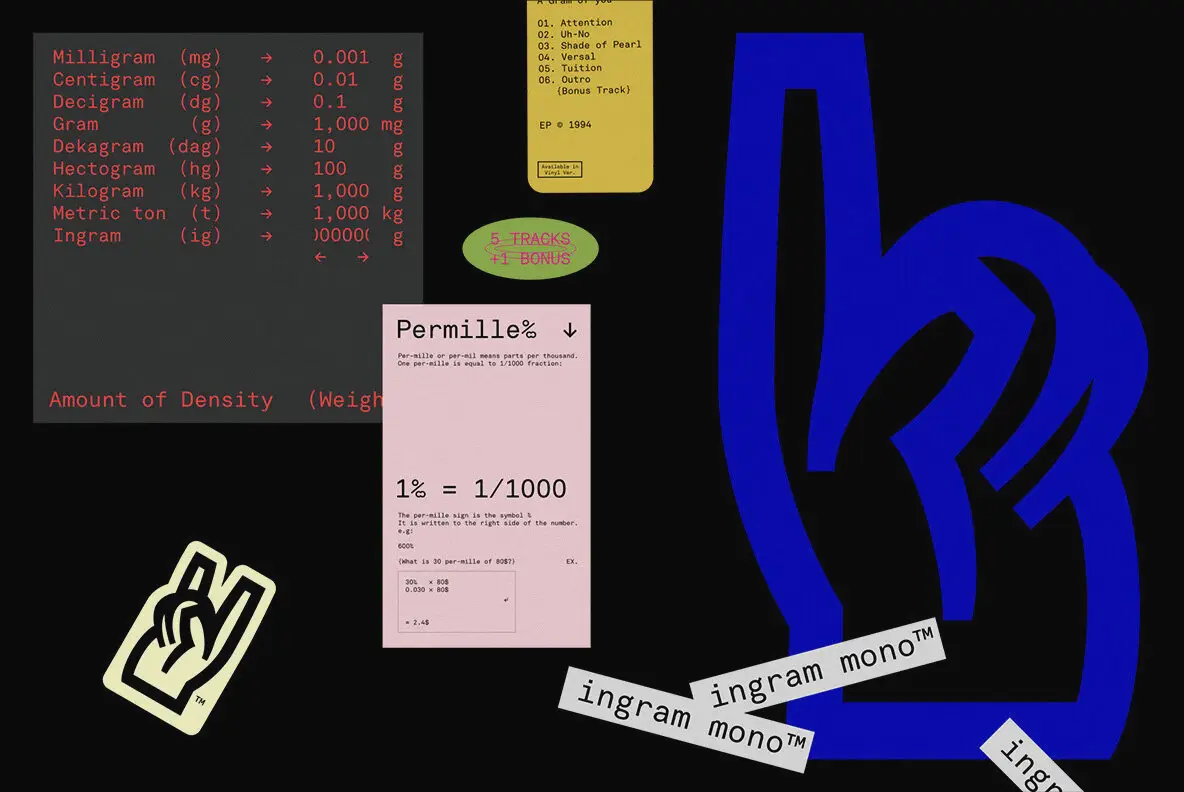 Milligram (mg) → 0.001 g
Centigram (cg) → 0.01 g
Decigram (dg) → 0.1 g
Gram (g) → 1,000 mg
Dekagram (dag) → 10 g
Hectogram (hg) → 100 g
Kilogram (kg) → 1,000 g
Metric ton (t) → 1,000 kg
Ingram (ig) → 000000 g
← →
Amount of Density (Weigh
A Gram of you
01. Attention
02. Uh-No
03. Shade of Pearl
04. Versal
05. Tuition
06. Outro
{Bonus Track}
EP © 1994
Available in
Vinyl Ver.
5 TRACKS
+1 BONUS
Permille‰ ↓
Per-mille or per-mil means parts per thousand.
One per-mille is equal to 1/1000 fraction:
1‰ = 1/1000
The per-mille sign is the symbol ‰
It is written to the right side of the number.
e.g:
600‰
{What is 30 per-mille of 80$?} EX.
30‰ × 80$
0.030 × 80$
= 2.4$
TM
ingram mono™
ingram mono™
ingr